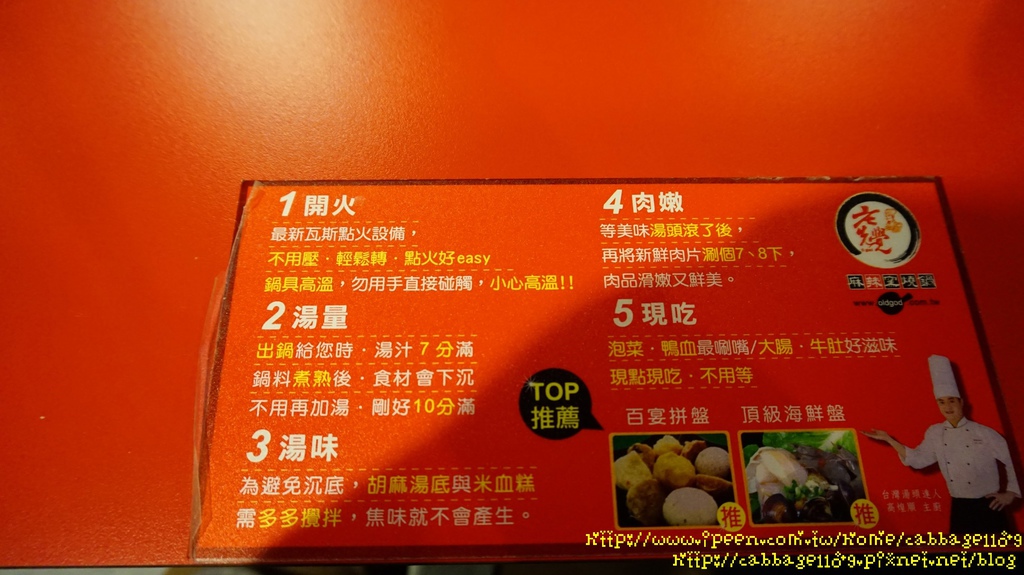 1 開火
最新瓦斯點火設備，
不用壓．輕鬆轉．點火好easy
鍋具高溫，勿用手直接碰觸，小心高溫!!
2 湯量
出鍋給您時．湯汁7分滿
鍋料煮熟後．食材會下沉
不用再加湯．剛好10分滿
3 湯味
為避免沉底，胡麻湯底與米血糕
需多多攪拌，焦味就不會產生。
4 肉嫩
等美味湯頭滾了後，
再將新鮮肉片涮個7、8下，
肉品滑嫩又鮮美。
5 現吃
泡菜．鴨血最唰嘴/大腸．牛肚好滋味
現點現吃．不用等
TOP
推薦
百宴拼盤
頂級海鮮盤
推
推
台灣湯頭達人
主廚
http://www.ipeen.com.tw/home/cabbage1109
http://cabbage1109.pixnet.net/blog